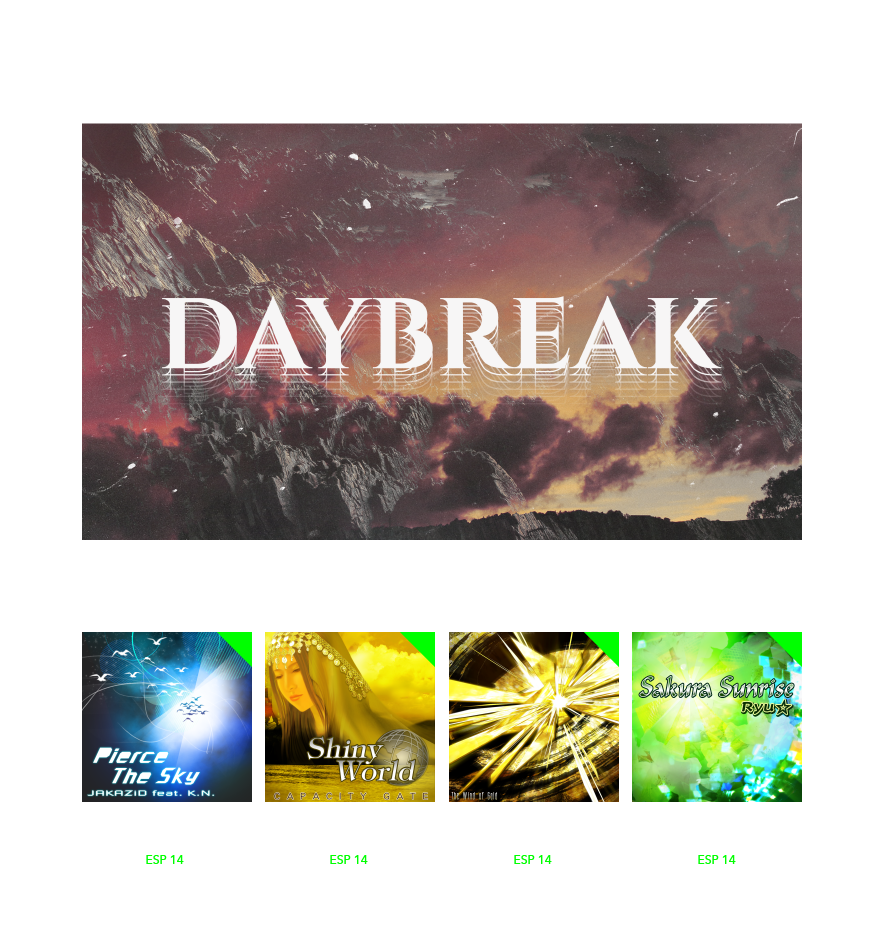 DAYBREAK
Pierce
The Sky
JAKAZiD feat. K.N.
Shiny
World
CAPACITY GATE
The Wind of Gold
Sakura Sunrise
Ryu☆
ESP 14
ESP 14
ESP 14
ESP 14